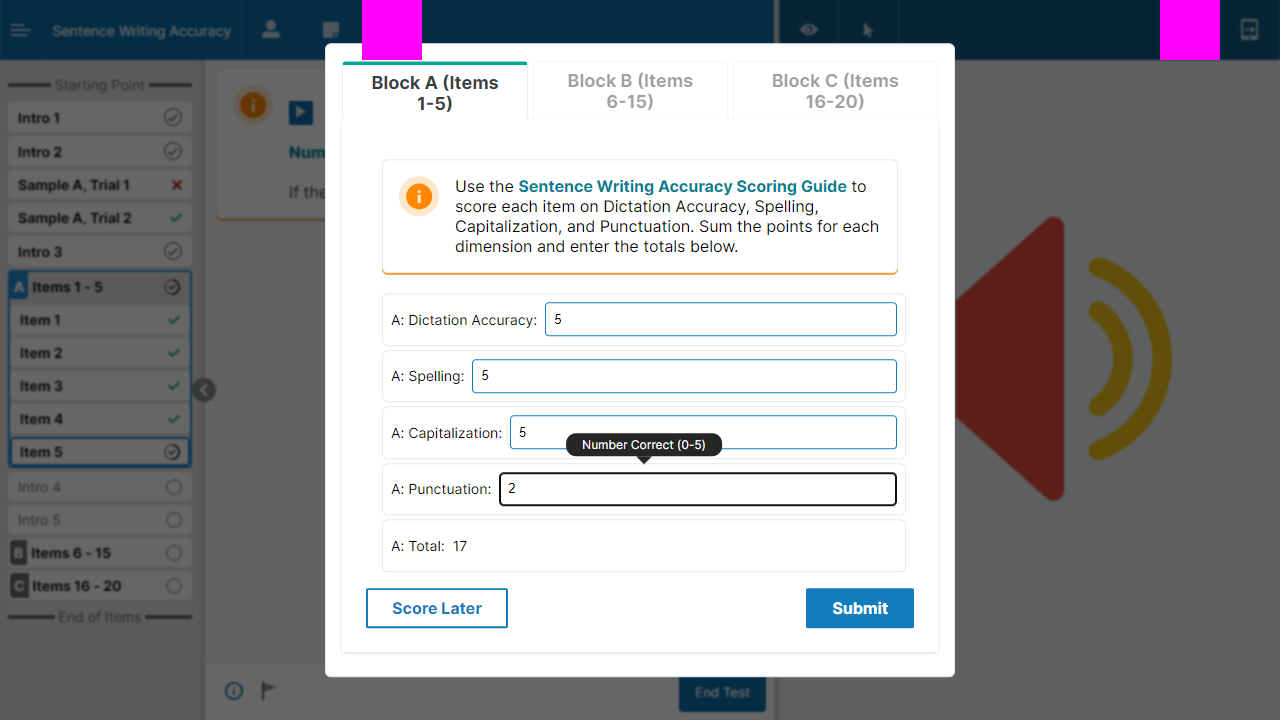 Sentence Writing Accuracy
Starting Point
Intro 1
Intro 2
Sample A, Trial 1
Sample A, Trial 2
Intro 3
A Items 1 - 5
Item 1
Item 2
Item 3
Item 4
Item 5
Intro 4
Intro 5
B Items 6 - 15
C Items 16 - 20
End of Items
Num
If the
End Test
Block A (Items
1-5)
Block B (Items
6-15)
Block C (Items
16-20)
Use the Sentence Writing Accuracy Scoring Guide to
score each item on Dictation Accuracy, Spelling,
Capitalization, and Punctuation. Sum the points for each
dimension and enter the totals below.
A: Dictation Accuracy: 5
A: Spelling: 5
A: Capitalization: 5
Number Correct (0-5)
A: Punctuation: 2
A: Total: 17
Score Later
Submit